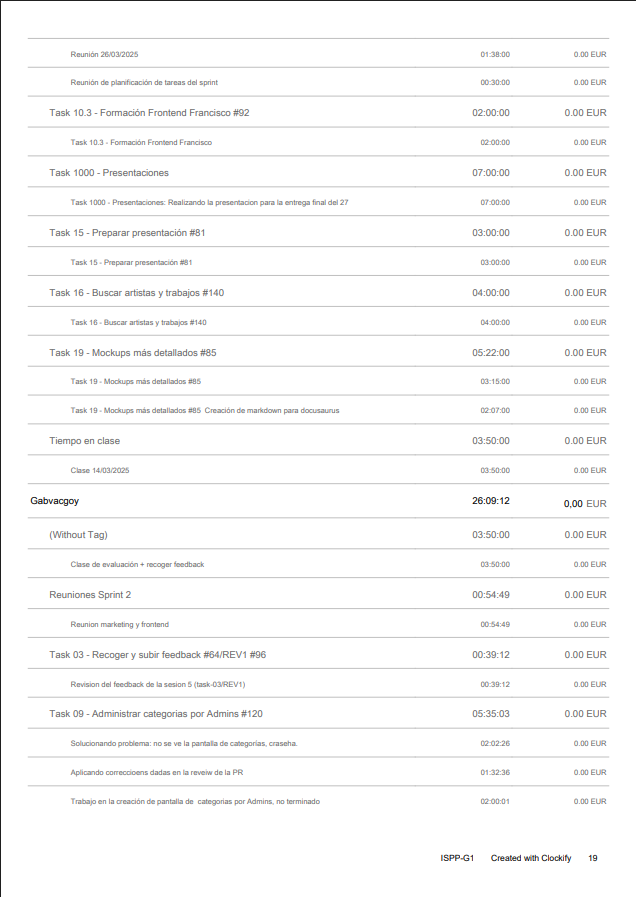 Reunión 26/03/2025 01:38:00 0.00 EUR
Reunión de planificación de tareas del sprint 00:30:00 0.00 EUR
Task 10.3 - Formación Frontend Francisco #92 02:00:00 0.00 EUR
Task 10.3 - Formación Frontend Francisco 02:00:00 0.00 EUR
Task 1000 - Presentaciones 07:00:00 0.00 EUR
Task 1000 - Presentaciones: Realizando la presentacion para la entrega final del 27 07:00:00 0.00 EUR
Task 15 - Preparar presentación #81 03:00:00 0.00 EUR
Task 15 - Preparar presentación #81 03:00:00 0.00 EUR
Task 16 - Buscar artistas y trabajos #140 04:00:00 0.00 EUR
Task 16 - Buscar artistas y trabajos #140 04:00:00 0.00 EUR
Task 19 - Mockups más detallados #85 05:22:00 0.00 EUR
Task 19 - Mockups más detallados #85 03:15:00 0.00 EUR
Task 19 - Mockups más detallados #85 Creación de markdown para docusaurus 02:07:00 0.00 EUR
Tiempo en clase 03:50:00 0.00 EUR
Clase 14/03/2025 03:50:00 0.00 EUR
Gabvacgoy 26:09:12 0,00 EUR
(Without Tag) 03:50:00 0.00 EUR
Clase de evaluación + recoger feedback 03:50:00 0.00 EUR
Reuniones Sprint 2 00:54:49 0.00 EUR
Reunion marketing y frontend 00:54:49 0.00 EUR
Task 03 - Recoger y subir feedback #64/REV1 #96 00:39:12 0.00 EUR
Revision del feedback de la sesion 5 (task-03/REV1) 00:39:12 0.00 EUR
Task 09 - Administrar categorias por Admins #120 05:35:03 0.00 EUR
Solucionando problema: no se ve la pantalla de categorías, craseha. 02:02:26 0.00 EUR
Aplicando correccioens dadas en la reveiw de la PR 01:32:36 0.00 EUR
Trabajo en la creación de pantalla de categorias por Admins, no terminado 02:00:01 0.00 EUR
ISPP-G1 Created with Clockify 19